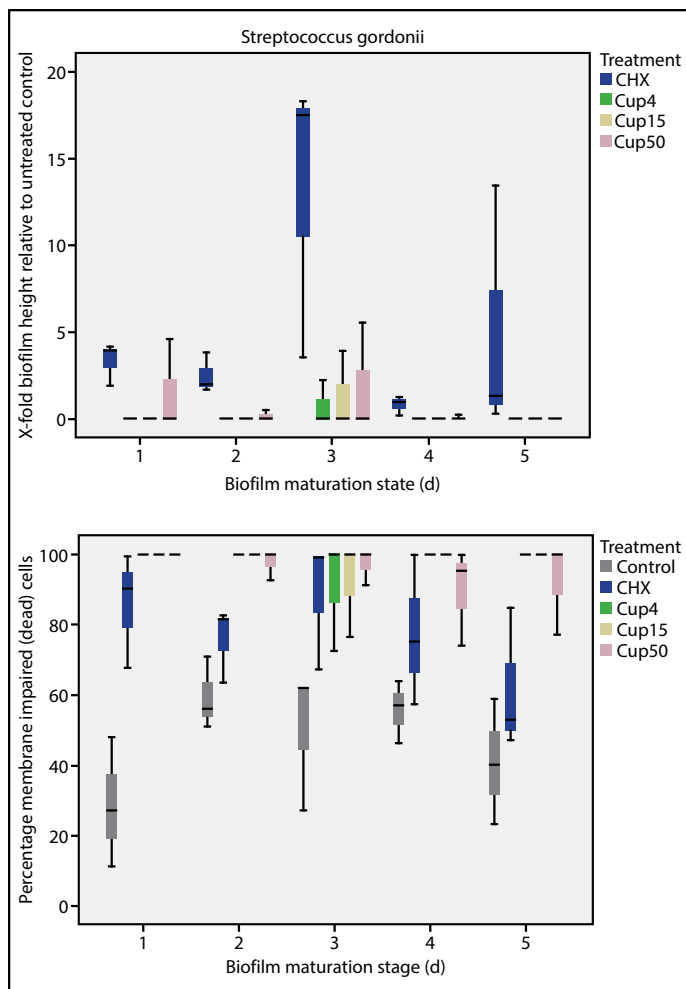 Streptococcus gordonii
X-fold biofilm height relative to untreated control
20
15
10
5
0
1 2 3 4 5
Biofilm maturation state (d)
Treatment
CHX
Cup4
Cup15
Cup50
Percentage membrane impaired (dead) cells
100
80
60
40
20
0
1 2 3 4 5
Biofilm maturation stage (d)
Treatment
Control
CHX
Cup4
Cup15
Cup50